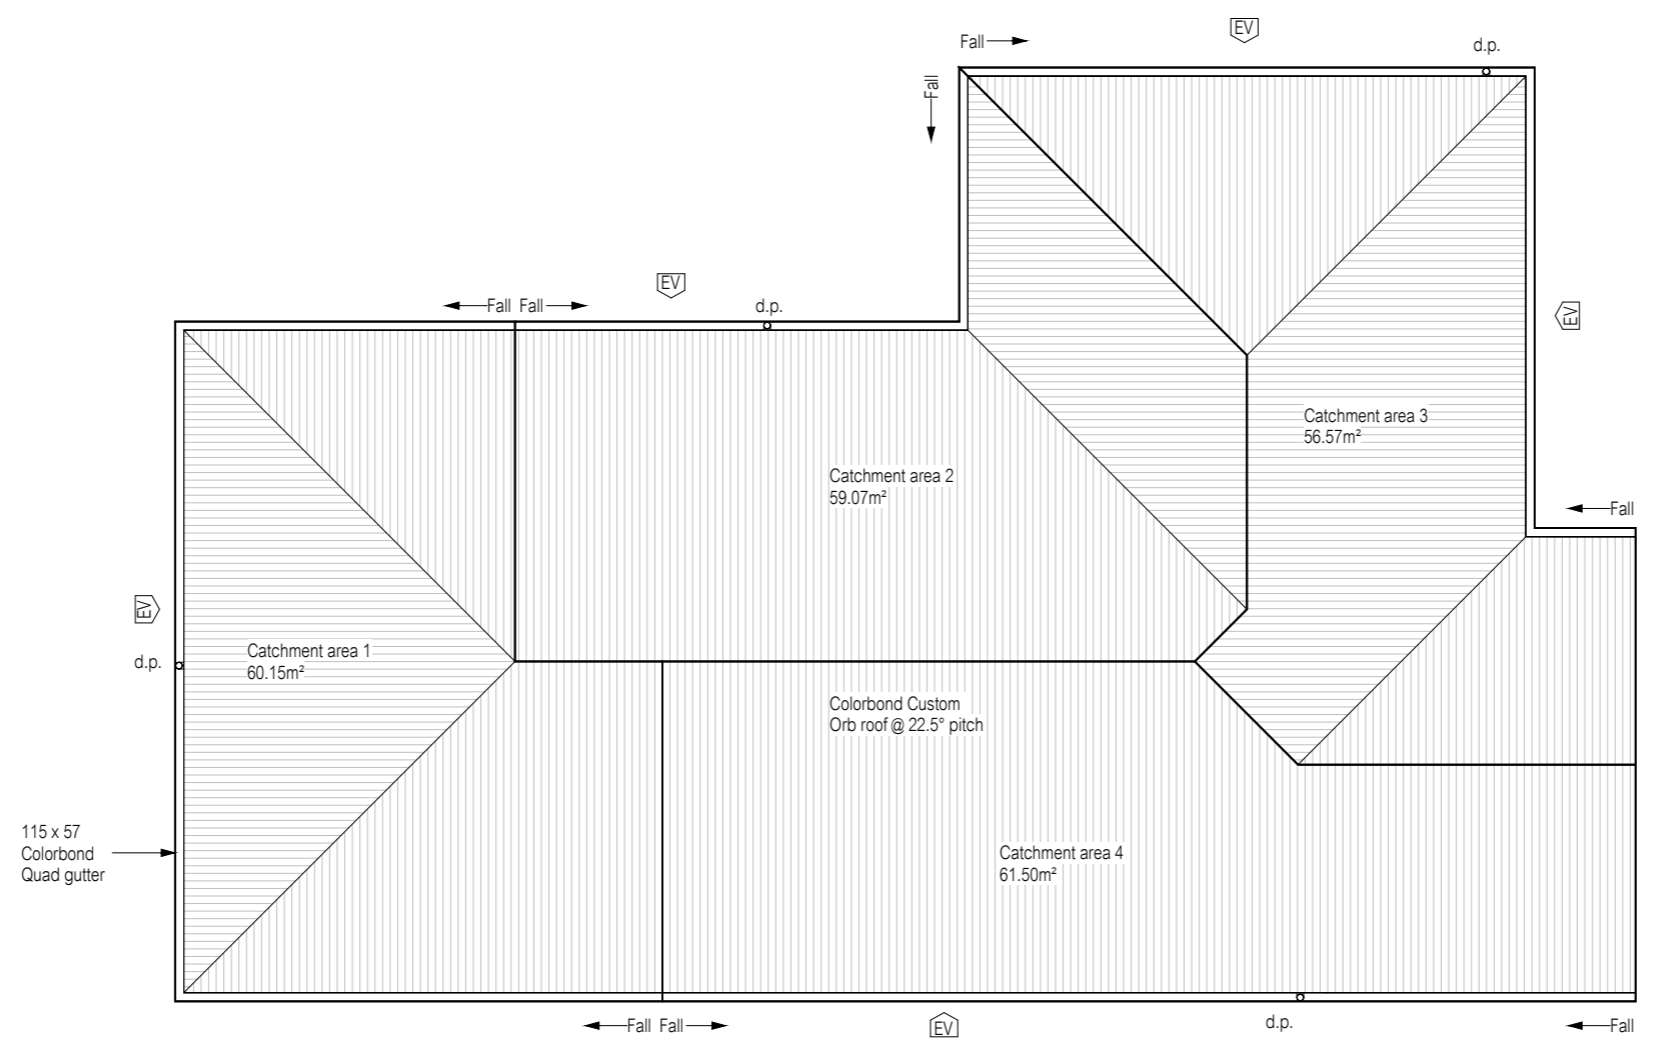 EV
Fall
d.p.
Fall
EV
Fall Fall
d.p.
EV
Catchment area 3
56.57m²
Catchment area 2
59.07m²
Fall
EV
Catchment area 1
60.15m²
d.p.
Colorbond Custom
Orb roof @ 22.5° pitch
115 x 57
Colorbond
Quad gutter
Catchment area 4
61.50m²
Fall Fall
EV
d.p.
Fall